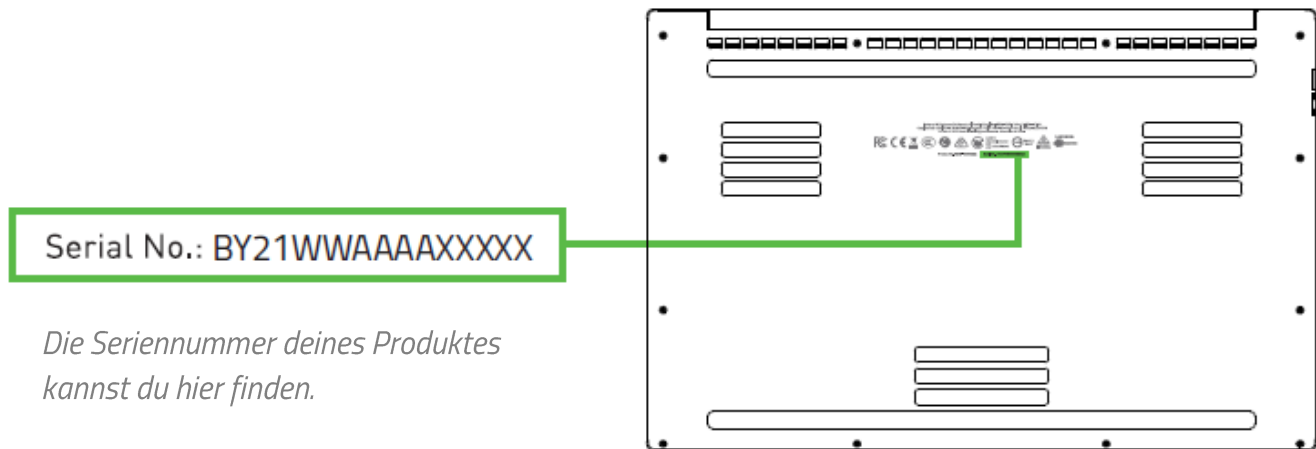 Serial No.: BY21WWAAAAXXXXX
Die Seriennummer deines Produktes
kannst du hier finden.